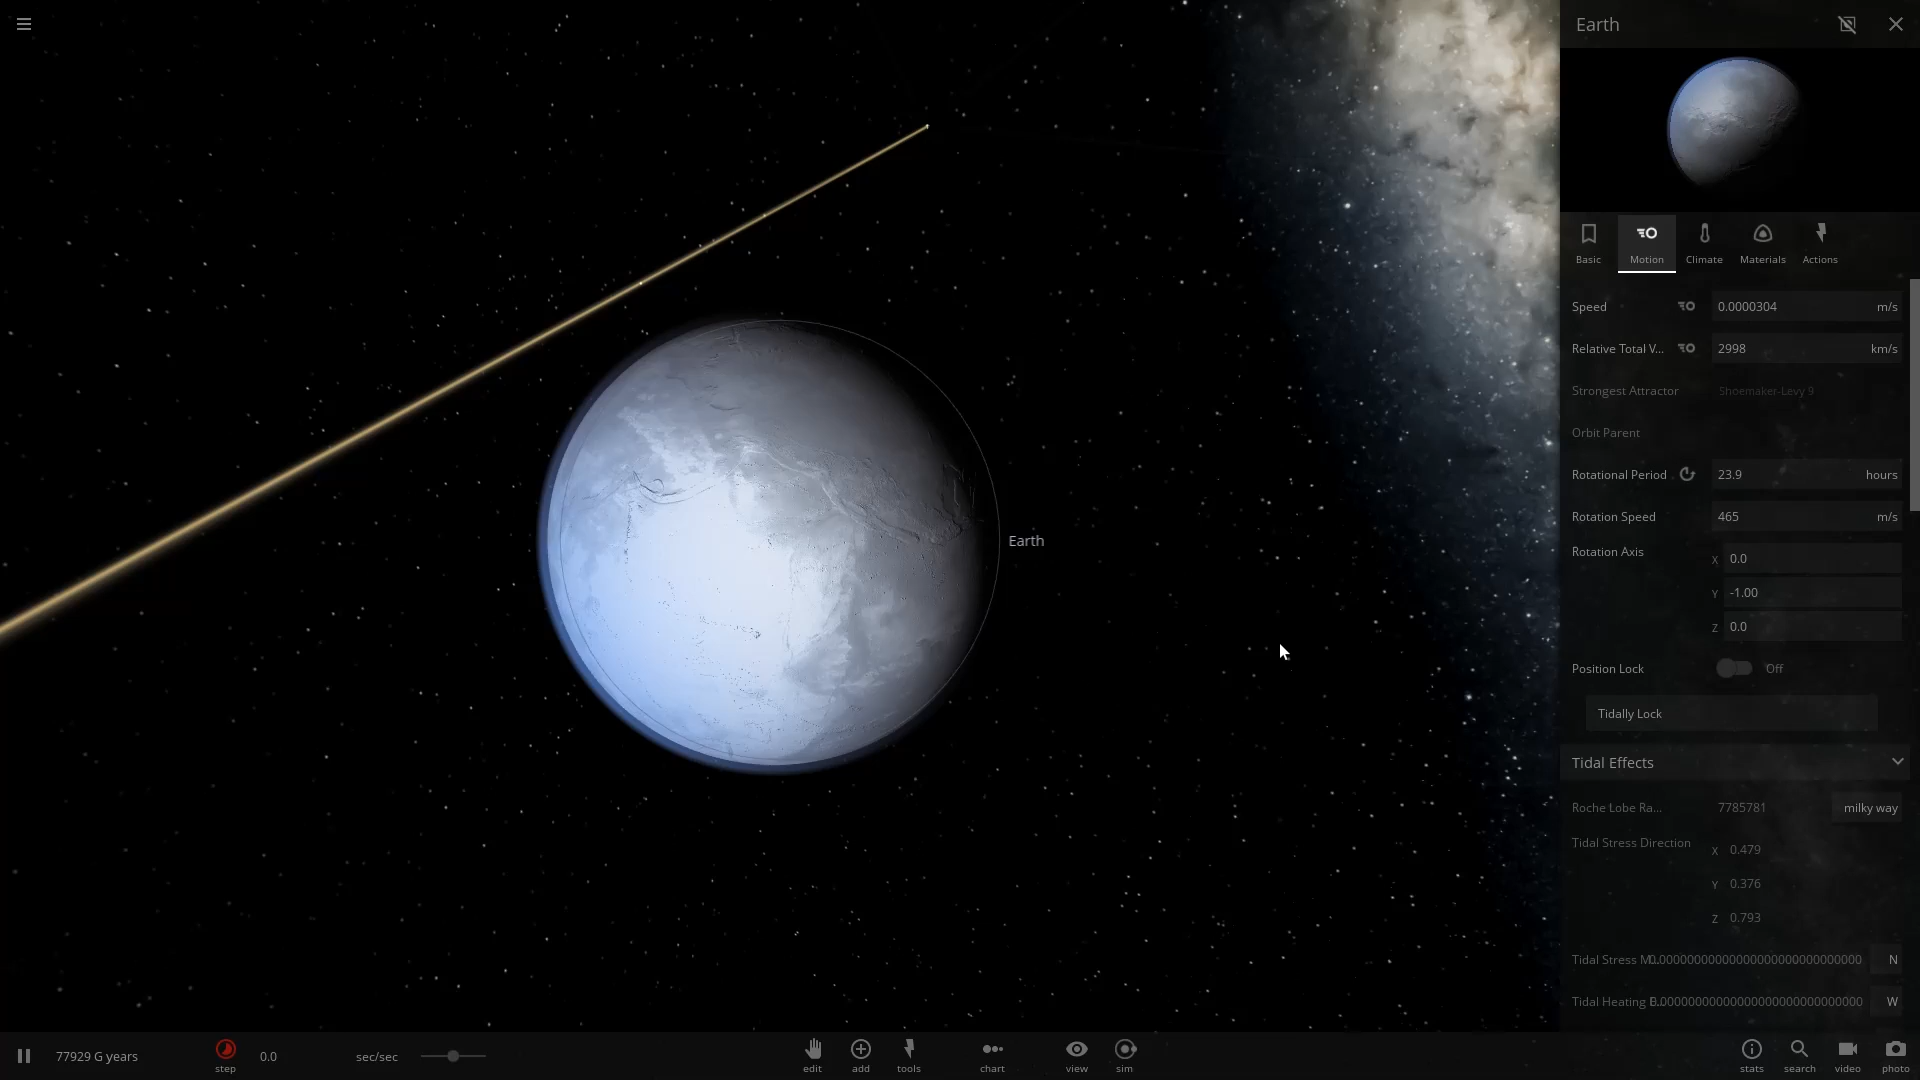 Earth
Basic
Motion
Climate
Materials
Actions
Speed 0.0000304 m/s
Relative Total V... 2998 km/s
Strongest Attractor Shoemaker-Levy 9
Orbit Parent
Rotational Period 23.9 hours
Rotation Speed 465 m/s
Rotation Axis X 0.0
Y -1.00
Z 0.0
Position Lock Off
Tidally Lock
Tidal Effects
Roche Lobe Ra... 7785781 milky way
Tidal Stress Direction X 0.479
Y 0.376
Z 0.793
Tidal Stress N
Tidal Heating W
Earth
77929 G years
step
0.0
sec/sec
edit
add
tools
chart
view
sim
stats
search
video
photo